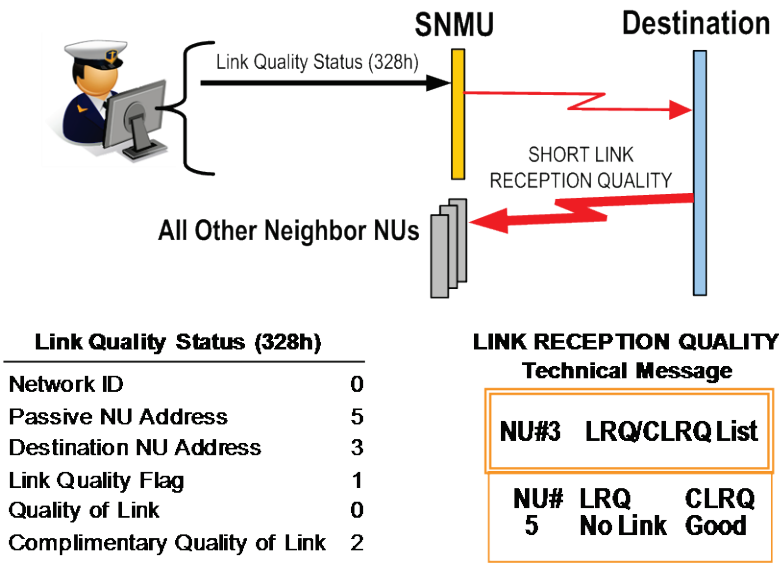 SNMU
Destination
Link Quality Status (328h)
SHORT LINK
RECEPTION QUALITY
All Other Neighbor NUs
Link Quality Status (328h)
Network ID 0
Passive NU Address 5
Destination NU Address 3
Link Quality Flag 1
Quality of Link 0
Complimentary Quality of Link 2
LINK RECEPTION QUALITY
Technical Message
NU#3 LRQ/CLRQ List
NU# LRQ CLRQ
5 No Link Good